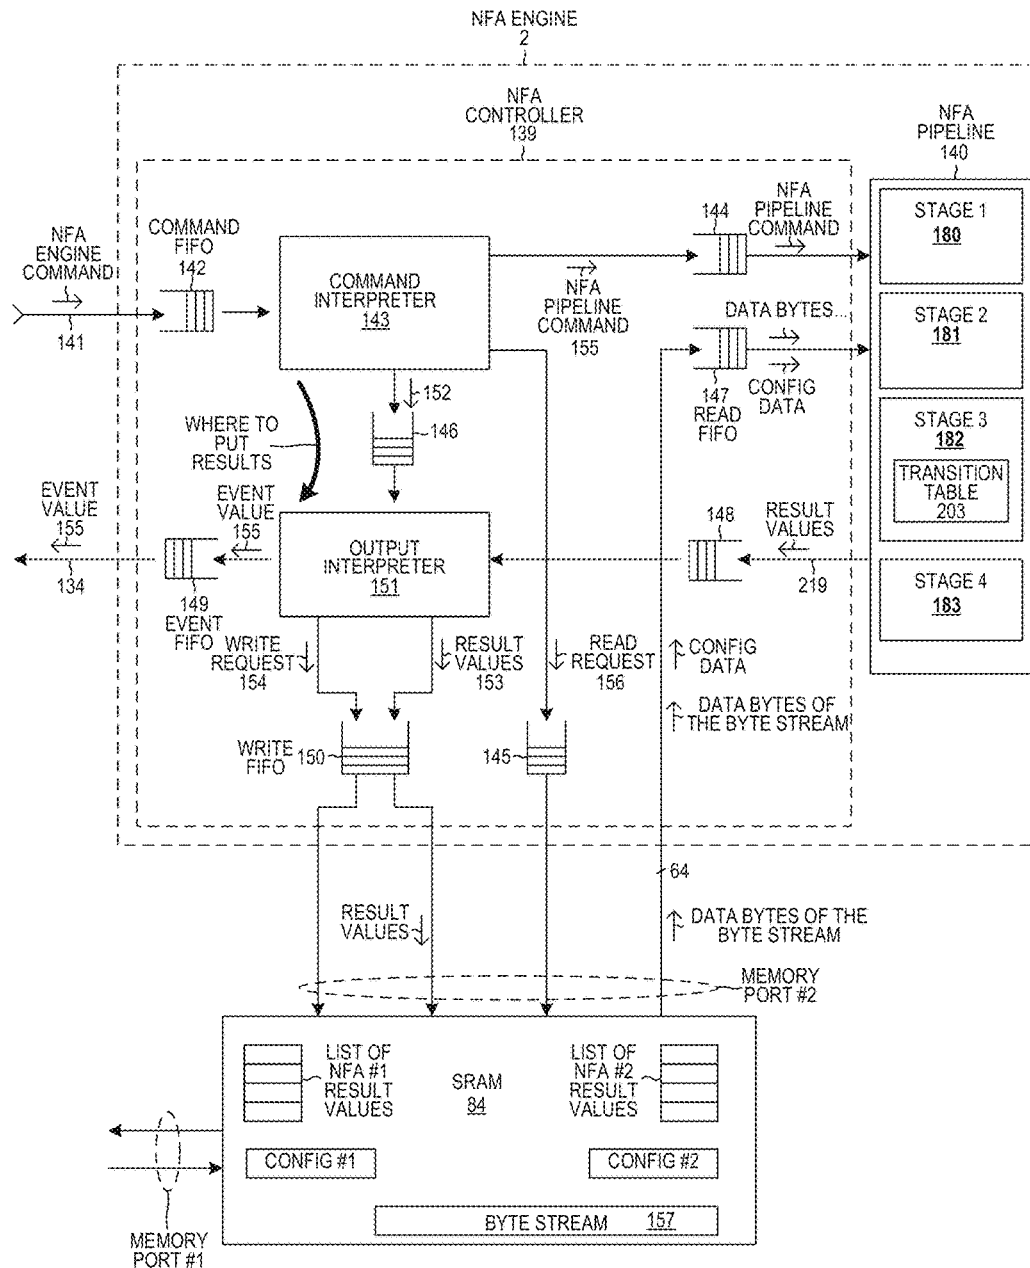 NFA ENGINE
2
NFA
CONTROLLER
139
NFA
PIPELINE
140
NFA
ENGINE
COMMAND
141
COMMAND
FIFO
142
COMMAND
INTERPRETER
143
NFA
PIPELINE
COMMAND
155
144
NFA
PIPELINE
COMMAND
STAGE 1
180
DATA BYTES...
CONFIG
DATA
147
READ
FIFO
STAGE 2
181
152
146
WHERE TO
PUT
RESULTS
STAGE 3
182
TRANSITION
TABLE
203
EVENT
VALUE
155
134
149
EVENT
FIFO
EVENT
VALUE
155
OUTPUT
INTERPRETER
151
148
RESULT
VALUES
219
STAGE 4
183
WRITE
REQUEST
154
RESULT
VALUES
153
READ
REQUEST
156
CONFIG
DATA
DATA BYTES OF
THE BYTE STREAM
WRITE
FIFO
150
145
64
RESULT
VALUES
DATA BYTES OF THE
BYTE STREAM
MEMORY
PORT #2
LIST OF
NFA #1
RESULT
VALUES
SRAM
84
LIST OF
NFA #2
RESULT
VALUES
CONFIG #1
CONFIG #2
BYTE STREAM 157
MEMORY
PORT #1